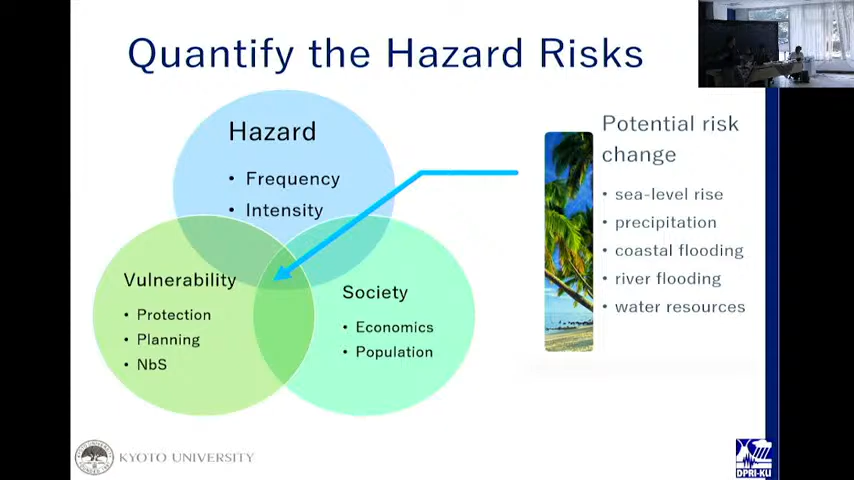 Quantify the Hazard Risks
Hazard
• Frequency
• Intensity
Vulnerability
• Protection
• Planning
• NbS
Society
• Economics
• Population
Potential risk
change
• sea-level rise
• precipitation
• coastal flooding
• river flooding
• water resources
KYOTO UNIVERSITY
DPRI-KU